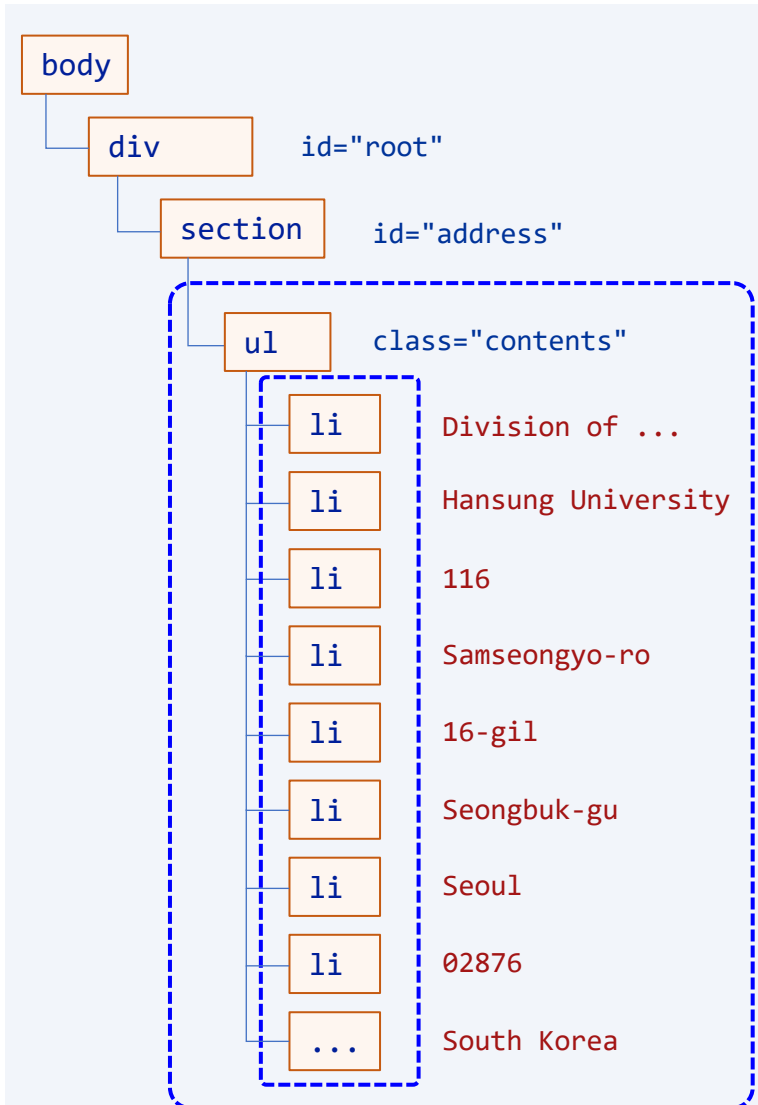 body
div id="root"
section id="address"
ul class="contents"
li Division of ...
li Hansung University
li 116
li Samseongyo-ro
li 16-gil
li Seongbuk-gu
li Seoul
li 02876
... South Korea